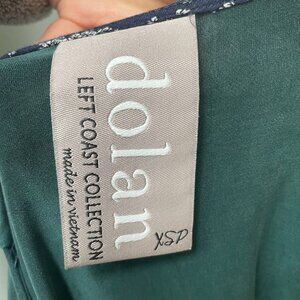 dolan
LEFT COAST COLLECTION
made in vietnam
XSP